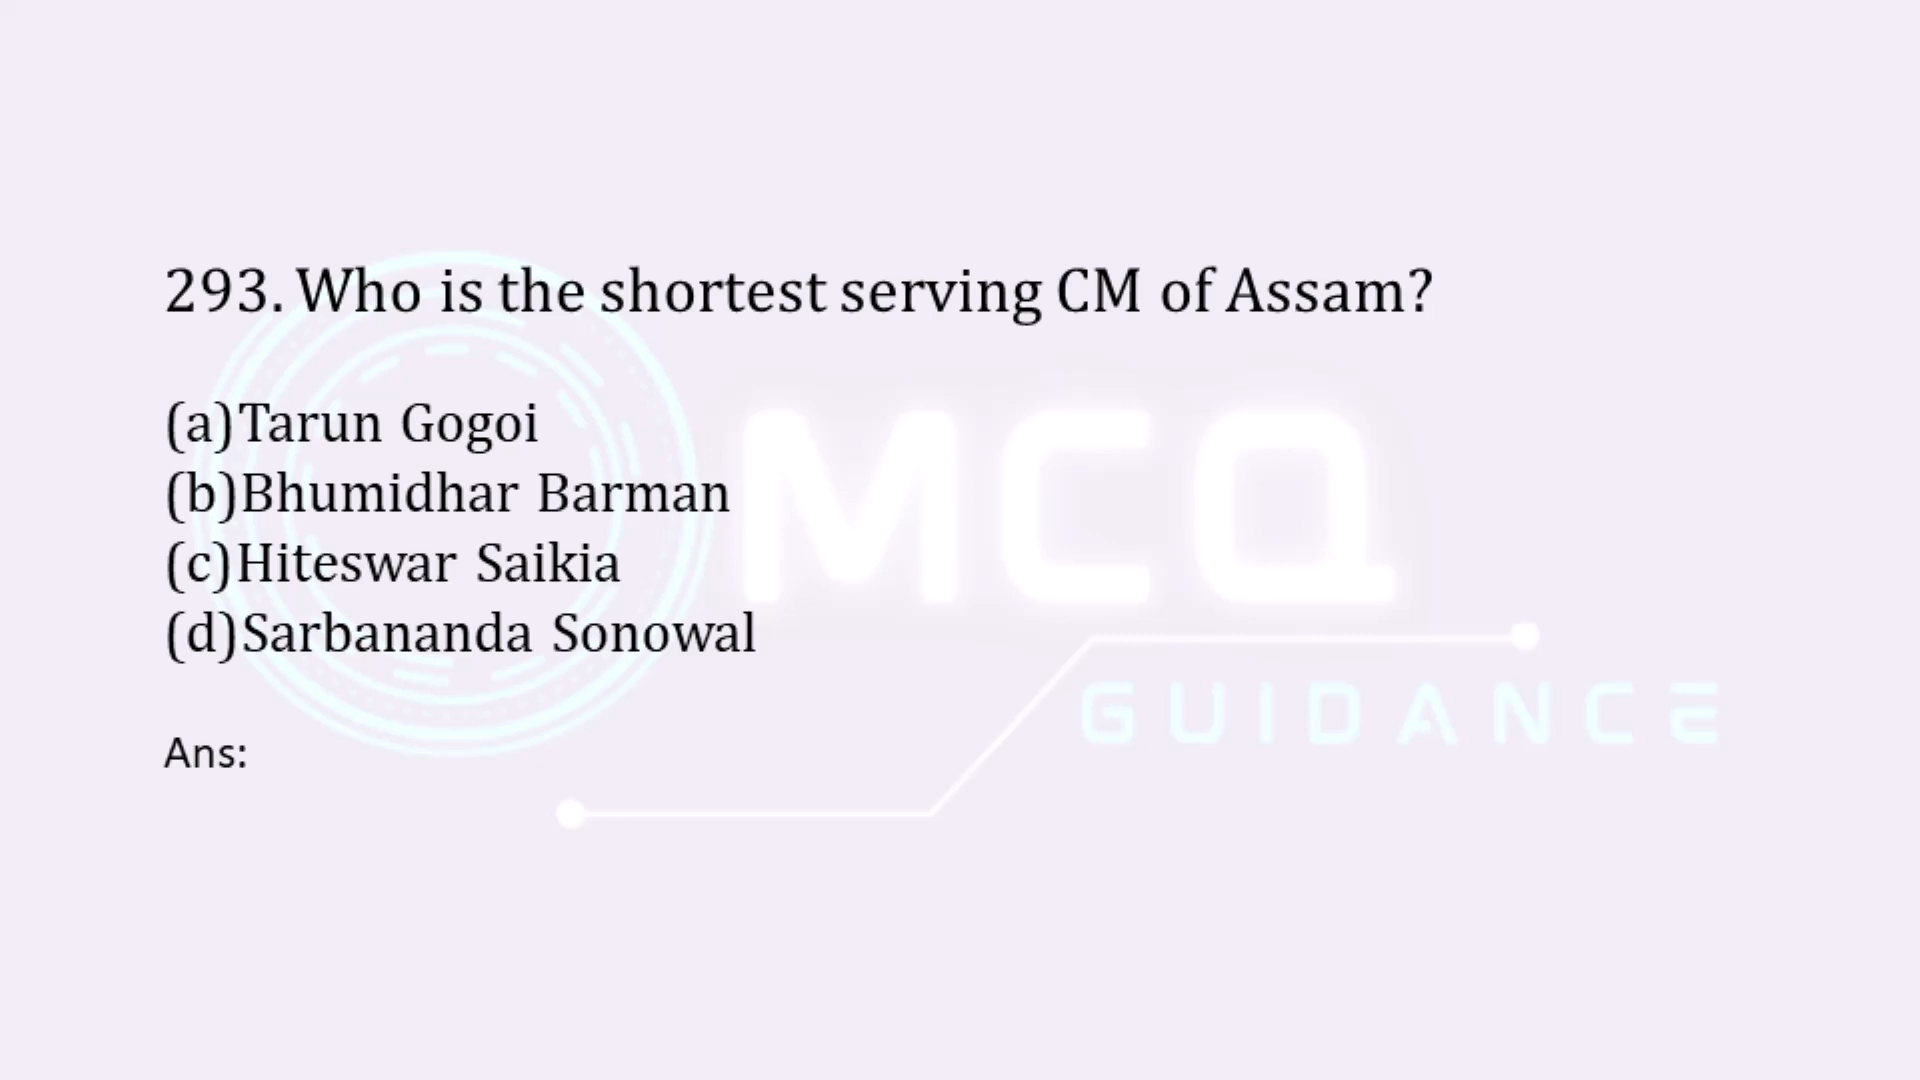 293. Who is the shortest serving CM of Assam?
(a)Tarun Gogoi
(b)Bhumidhar Barman
(c)Hiteswar Saikia
(d)Sarbananda Sonowal
Ans:
MCQ
GUIDANCE